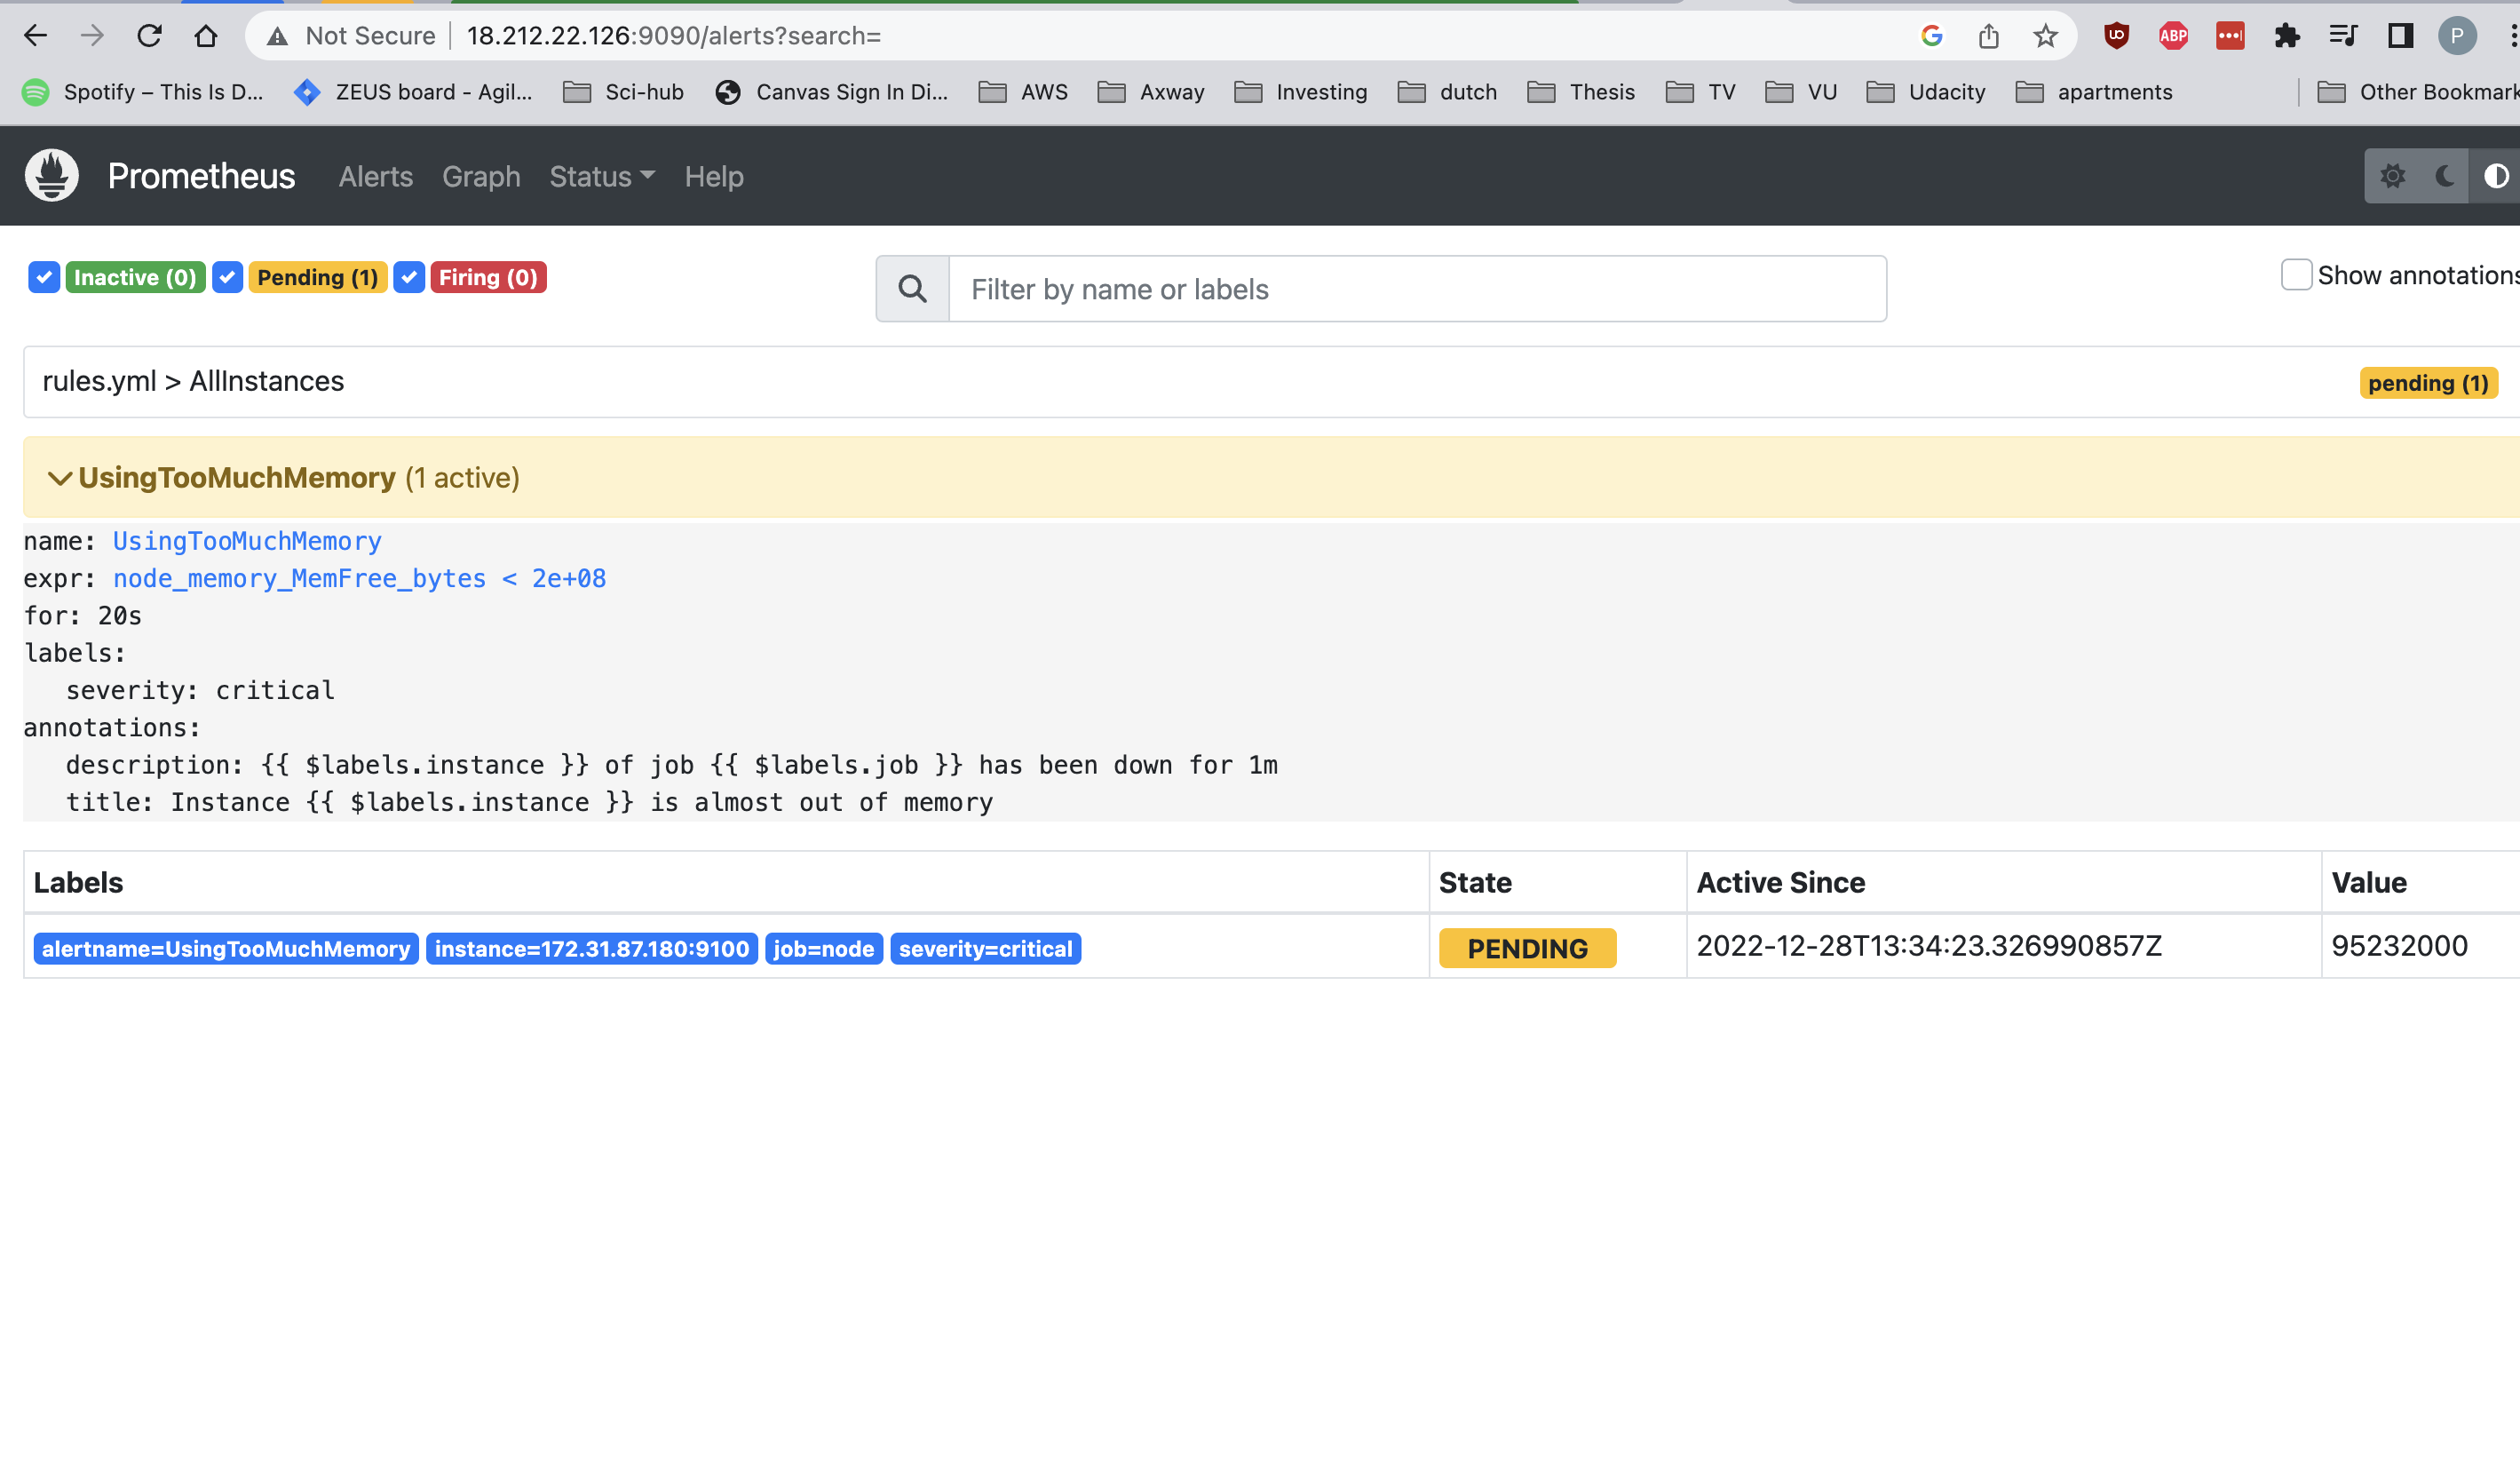 Not Secure | 18.212.22.126:9090/alerts?search=
Spotify – This Is D... ZEUS board - Agil... Sci-hub Canvas Sign In Di... AWS Axway Investing dutch Thesis TV VU Udacity apartments Other Bookmark
Prometheus Alerts Graph Status Help
Inactive (0) Pending (1) Firing (0) Filter by name or labels Show annotations
rules.yml > AllInstances pending (1)
UsingTooMuchMemory (1 active)
name: UsingTooMuchMemory
expr: node_memory_MemFree_bytes < 2e+08
for: 20s
labels:
severity: critical
annotations:
description: {{ $labels.instance }} of job {{ $labels.job }} has been down for 1m
title: Instance {{ $labels.instance }} is almost out of memory
Labels State Active Since Value
alertname=UsingTooMuchMemory instance=172.31.87.180:9100 job=node severity=critical PENDING 2022-12-28T13:34:23.326990857Z 95232000